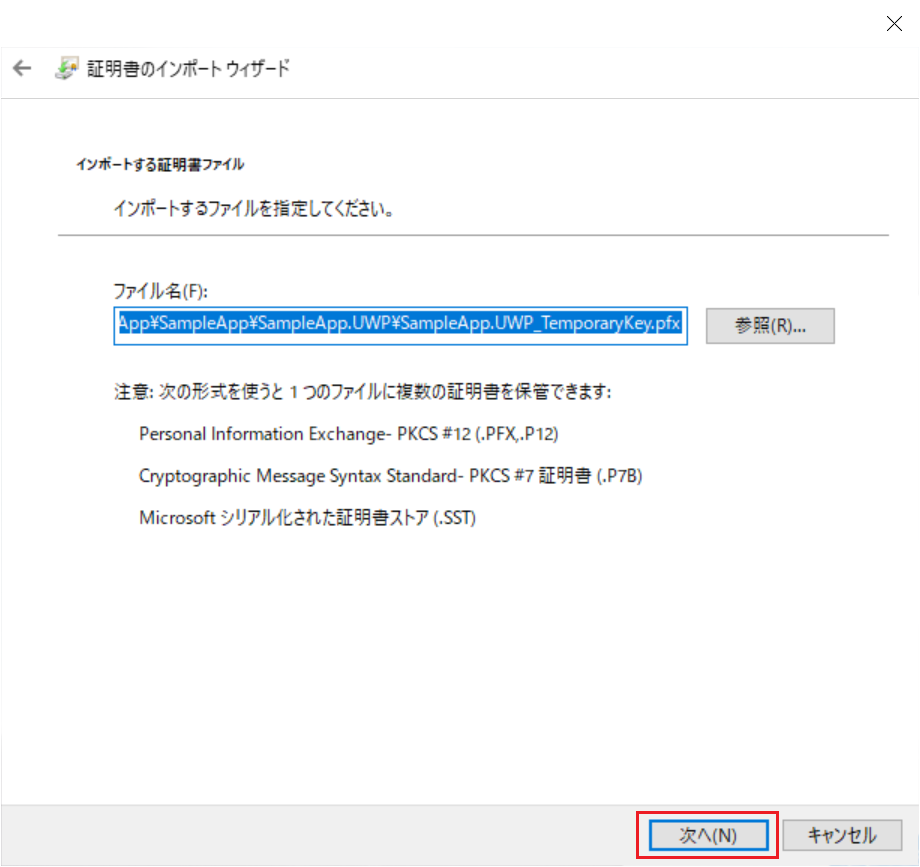 証明書のインポート ウィザード
インポートする証明書ファイル
インポートするファイルを指定してください。
ファイル名(F):
App¥SampleApp¥SampleApp.UWP¥SampleApp.UWP_TemporaryKey.pfx
参照(R)...
注意: 次の形式を使うと 1 つのファイルに複数の証明書を保管できます:
Personal Information Exchange- PKCS #12 (.PFX,.P12)
Cryptographic Message Syntax Standard- PKCS #7 証明書 (.P7B)
Microsoft シリアル化された証明書ストア (.SST)
次へ(N)
キャンセル